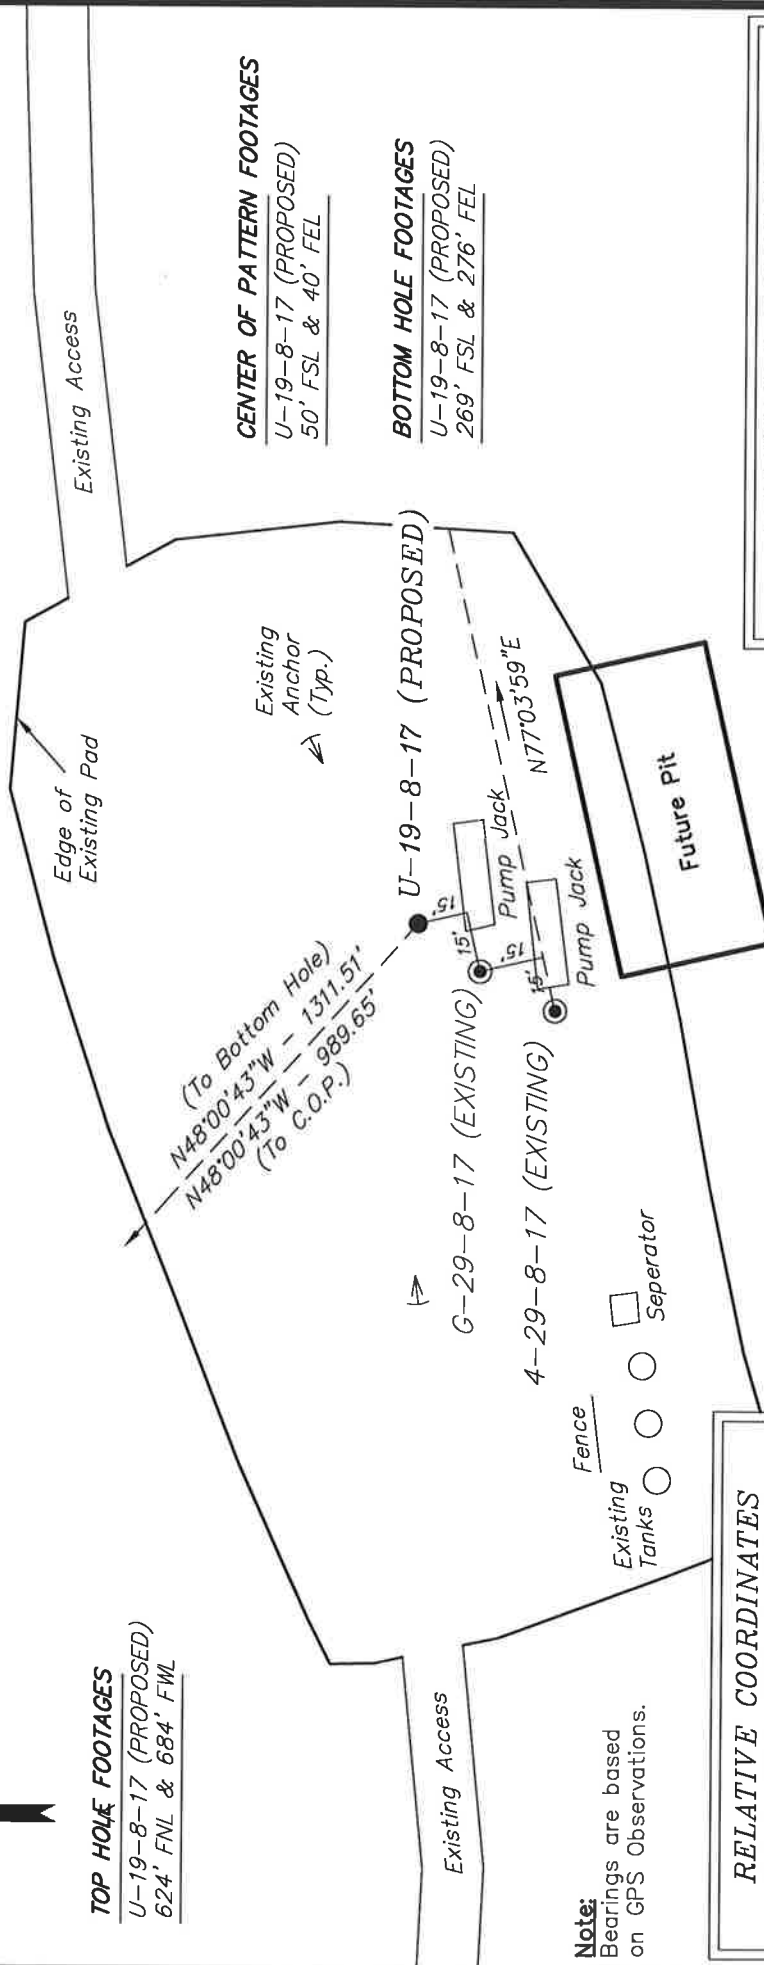 TOP HOLE FOOTAGES
U-19-8-17 (PROPOSED)
624' FNL & 684' FWL
Edge of
Existing Pad
Existing Access
CENTER OF PATTERN FOOTAGES
U-19-8-17 (PROPOSED)
50' FSL & 40' FEL
BOTTOM HOLE FOOTAGES
U-19-8-17 (PROPOSED)
269' FSL & 276' FEL
Existing
Anchor
(Typ.)
(To Bottom Hole)
N48°00'43"W - 1311.51'
N48°00'43"W - 989.65'
(To C.O.P.)
U-19-8-17 (PROPOSED)
15'
15'
Pump Jack
15'
15'
Pump Jack
N77°03'59"E
G-29-8-17 (EXISTING)
4-29-8-17 (EXISTING)
Future Pit
Existing Access
Fence
Existing
Tanks
Seperator
Note:
Bearings are based
on GPS Observations.
RELATIVE COORDINATES